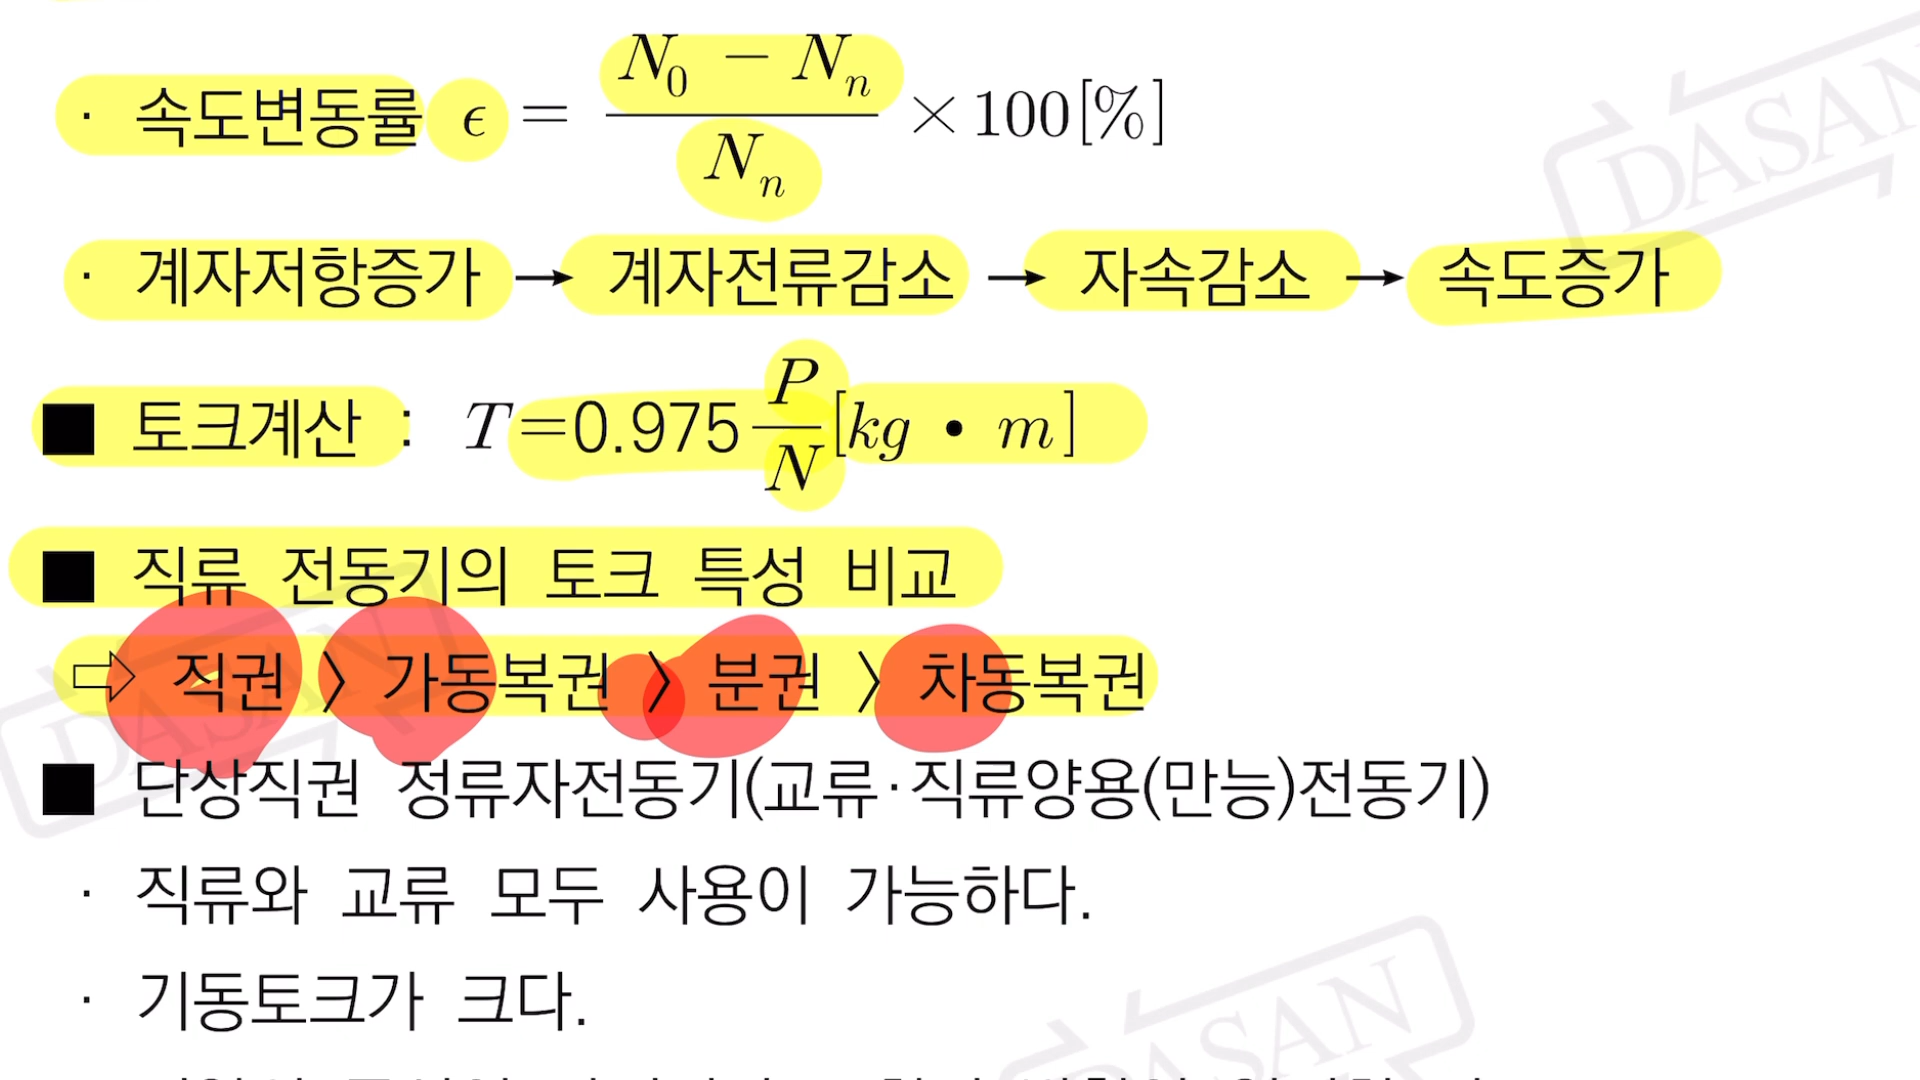 · 속도변동률 ϵ = (N₀ − Nₙ) / Nₙ × 100[%]
· 계자저항증가 → 계자전류감소 → 자속감소 → 속도증가
■ 토크계산 : T=0.975 P/N [kg • m]
■ 직류 전동기의 토크 특성 비교
⇨ 직권 〉 가동복권 〉 분권 〉 차동복권
■ 단상직권 정류자전동기(교류·직류양용(만능)전동기)
· 직류와 교류 모두 사용이 가능하다.
· 기동토크가 크다.
DASAN
DASAN
DASAN